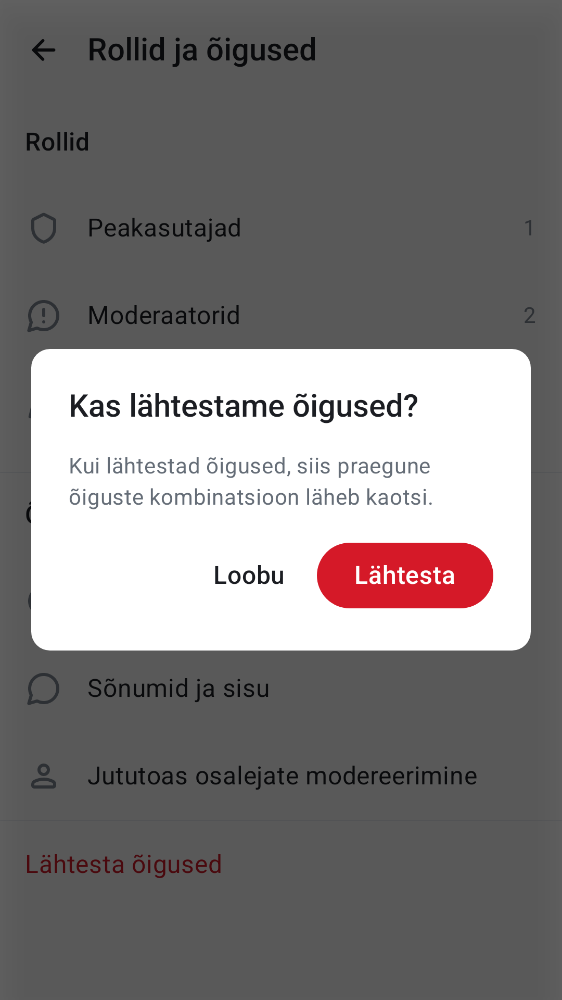 Rollid ja õigused
Rollid
Peakasutajad 1
Moderaatorid 2
Kas lähtestame õigused?
Kui lähtestad õigused, siis praegune
õiguste kombinatsioon läheb kaotsi.
Loobu Lähtesta
Sõnumid ja sisu
Jututoas osalejate modereerimine
Lähtesta õigused